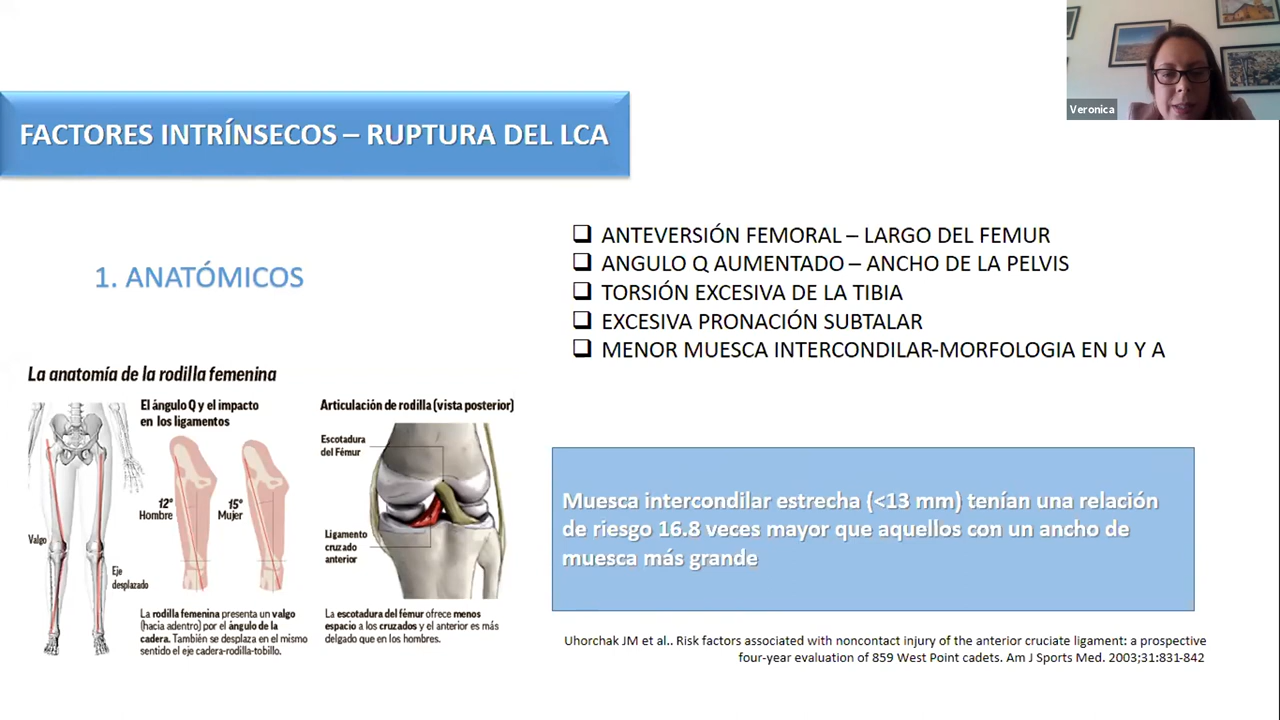 Veronica
FACTORES INTRÍNSECOS – RUPTURA DEL LCA
1. ANATÓMICOS
ANTEVERSIÓN FEMORAL – LARGO DEL FEMUR
ANGULO Q AUMENTADO – ANCHO DE LA PELVIS
TORSIÓN EXCESIVA DE LA TIBIA
EXCESIVA PRONACIÓN SUBTALAR
MENOR MUESCA INTERCONDILAR-MORFOLOGIA EN U Y A
La anatomía de la rodilla femenina
El ángulo Q y el impacto
en los ligamentos
12º
Hombre
15º
Mujer
Valgo
Eje
desplazado
La rodilla femenina presenta un valgo
(hacia adentro) por el ángulo de la
cadera. También se desplaza en el mismo
sentido el eje cadera-rodilla-tobillo.
Articulación de rodilla (vista posterior)
Escotadura
del Fémur
Ligamento
cruzado
anterior
La escotadura del fémur ofrece menos
espacio a los cruzados y el anterior es más
delgado que en los hombres.
Muesca intercondilar estrecha (<13 mm) tenían una relación
de riesgo 16.8 veces mayor que aquellos con un ancho de
muesca más grande
Uhorchak JM et al.. Risk factors associated with noncontact injury of the anterior cruciate ligament: a prospective
four-year evaluation of 859 West Point cadets. Am J Sports Med. 2003;31:831-842